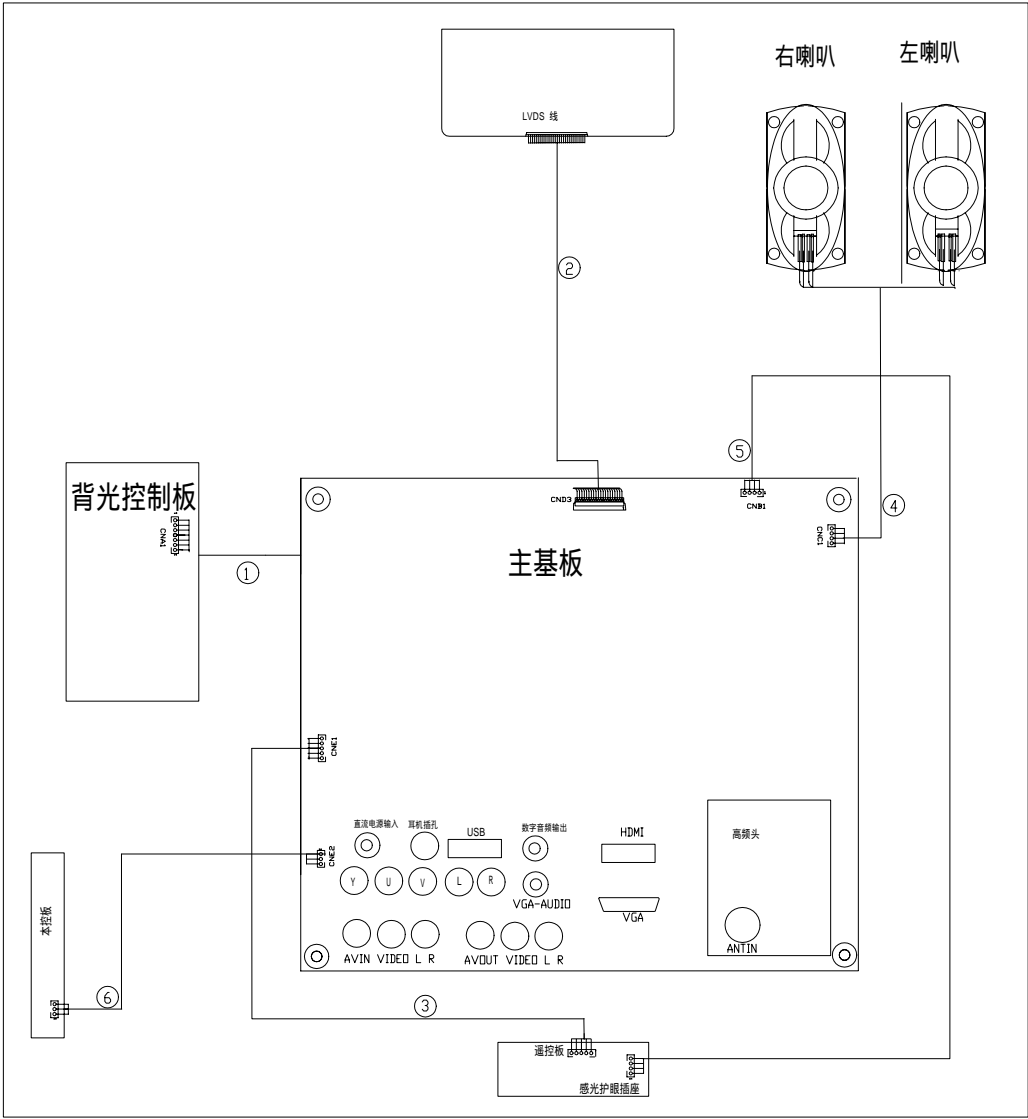 右喇叭
左喇叭
LVDS 线
②
⑤
④
背光控制板
CNA1
①
CND3
CNB1
CNC1
主基板
CNE1
直流电源输入
耳机插孔
USB
数字音频输出
HDMI
高频头
CNE2
Y
U
V
L
R
VGA-AUDIO
VGA
本控板
AVIN VIDEO L R
AVOUT VIDEO L R
ANTIN
⑥
③
遥控板
感光护眼插座